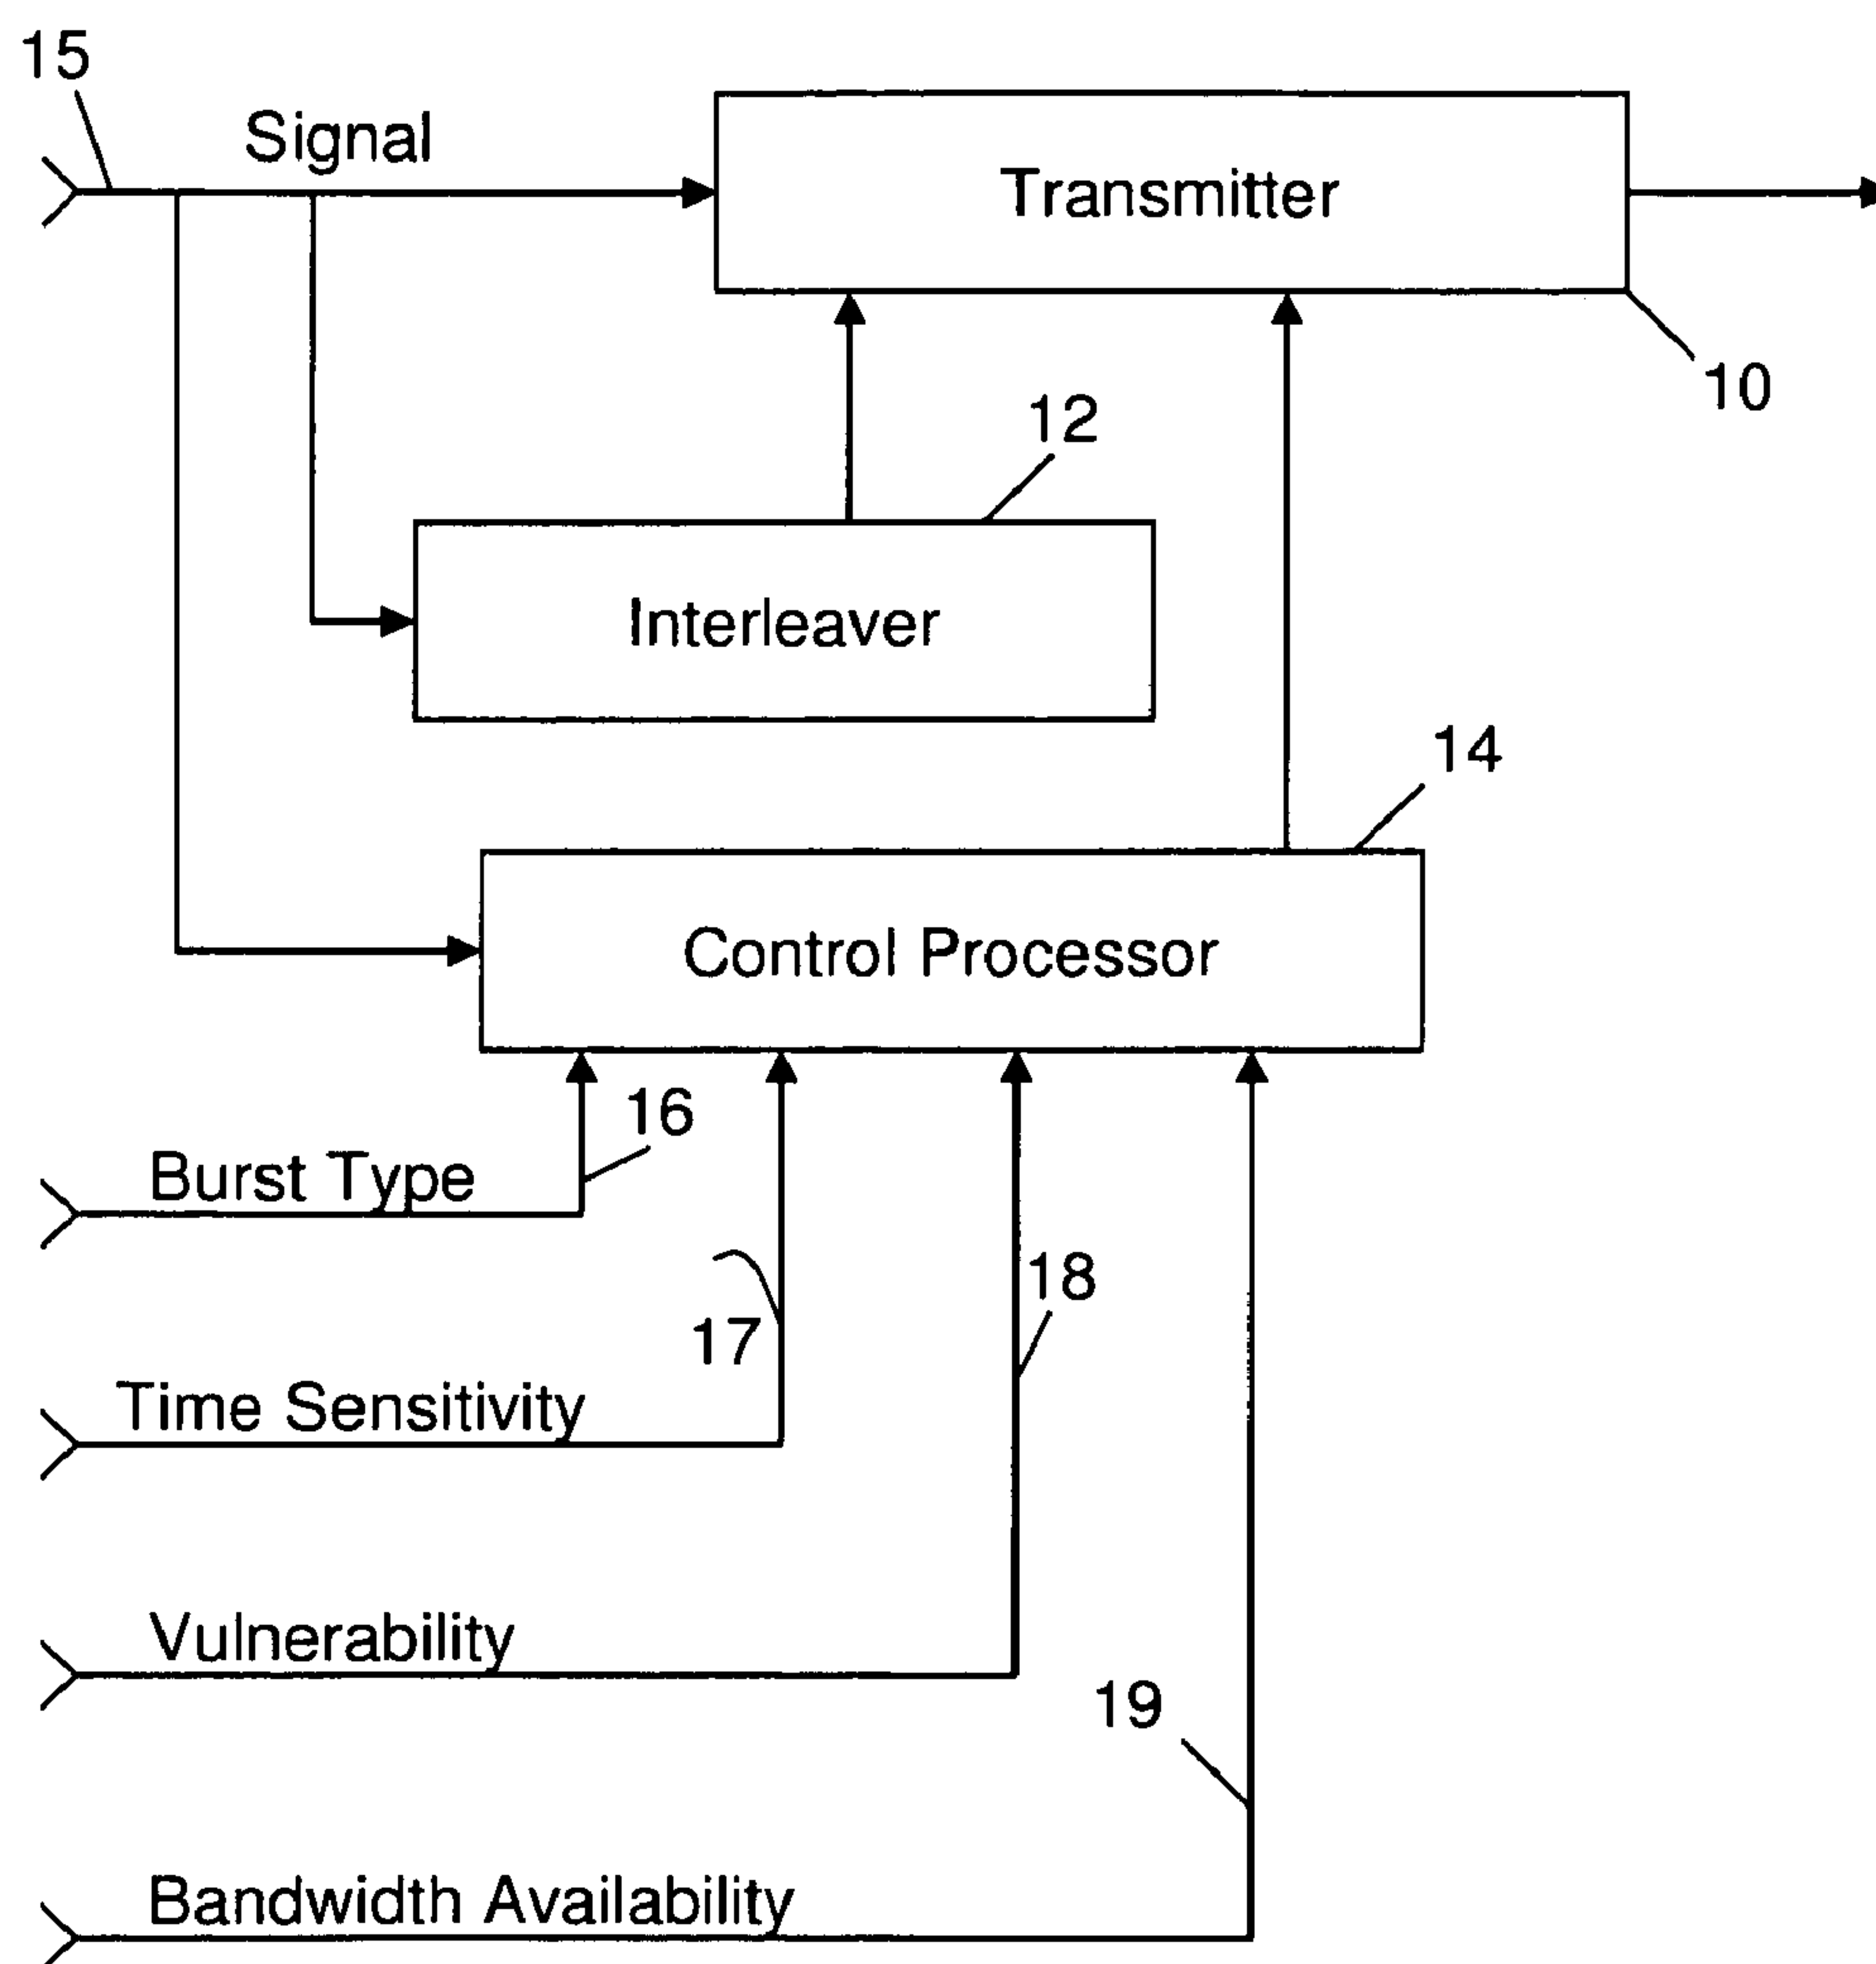 15
Signal
Transmitter
10
12
Interleaver
14
Control Processor
16
Burst Type
18
17
Time Sensitivity
Vulnerability
19
Bandwidth Availability